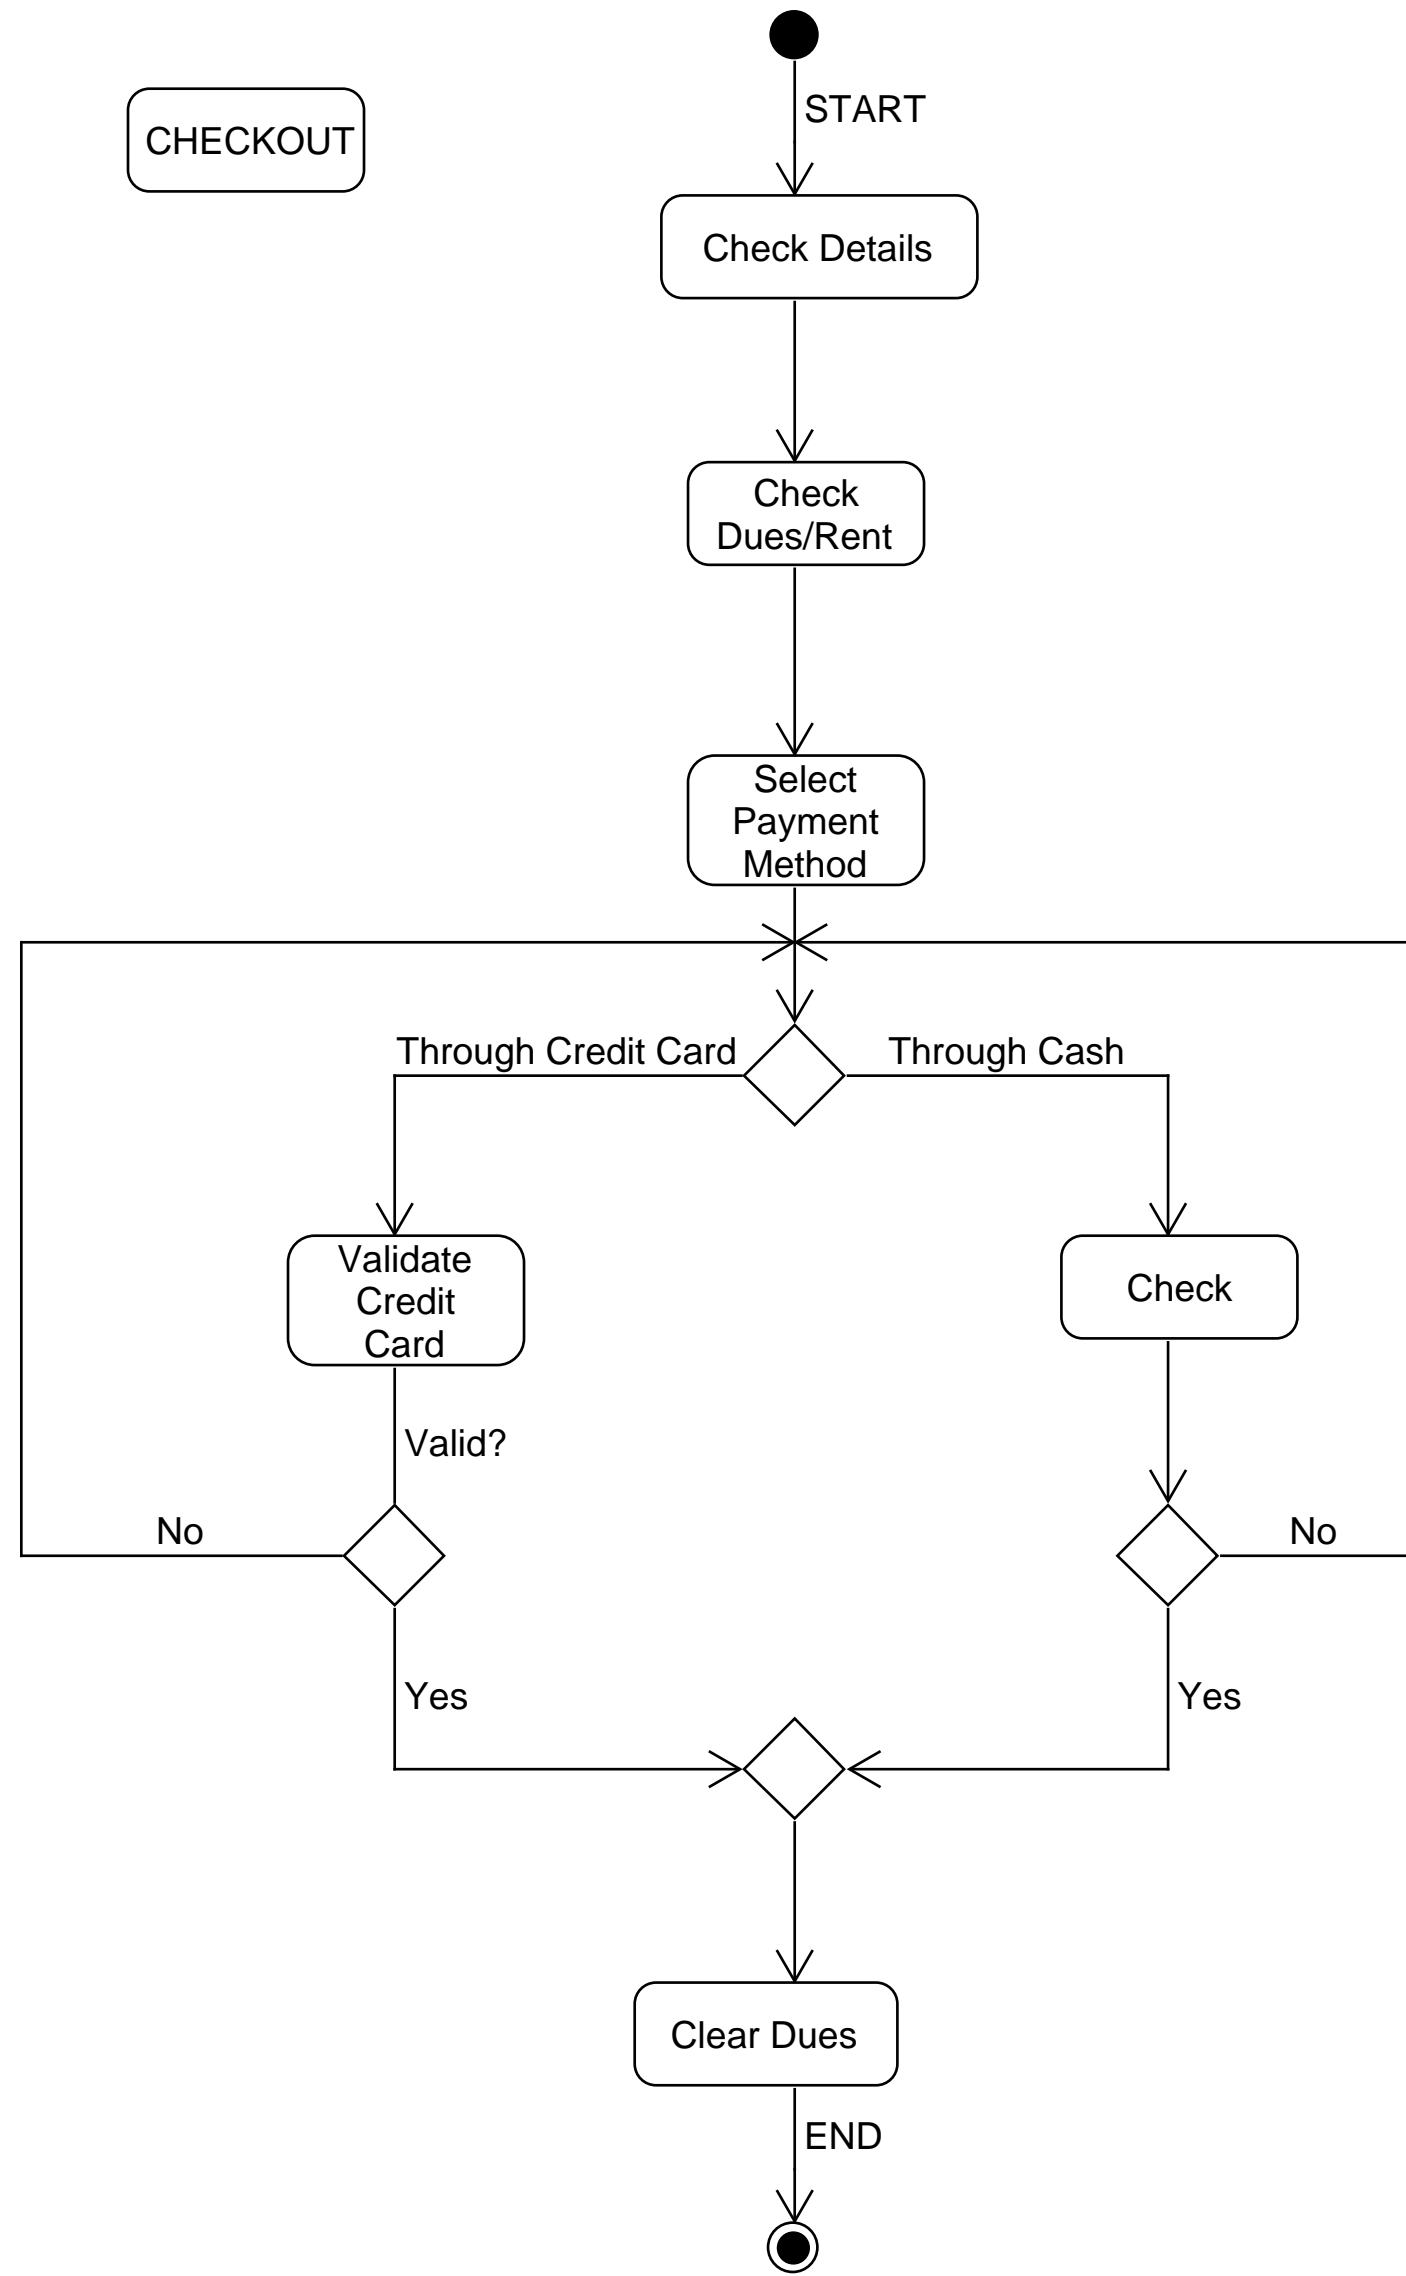 START
CHECKOUT
Check Details
Check
Dues/Rent
Select
Payment
Method
Through Credit Card
Through Cash
Validate
Credit
Card
Check
Valid?
No
No
Yes
Yes
Clear Dues
END